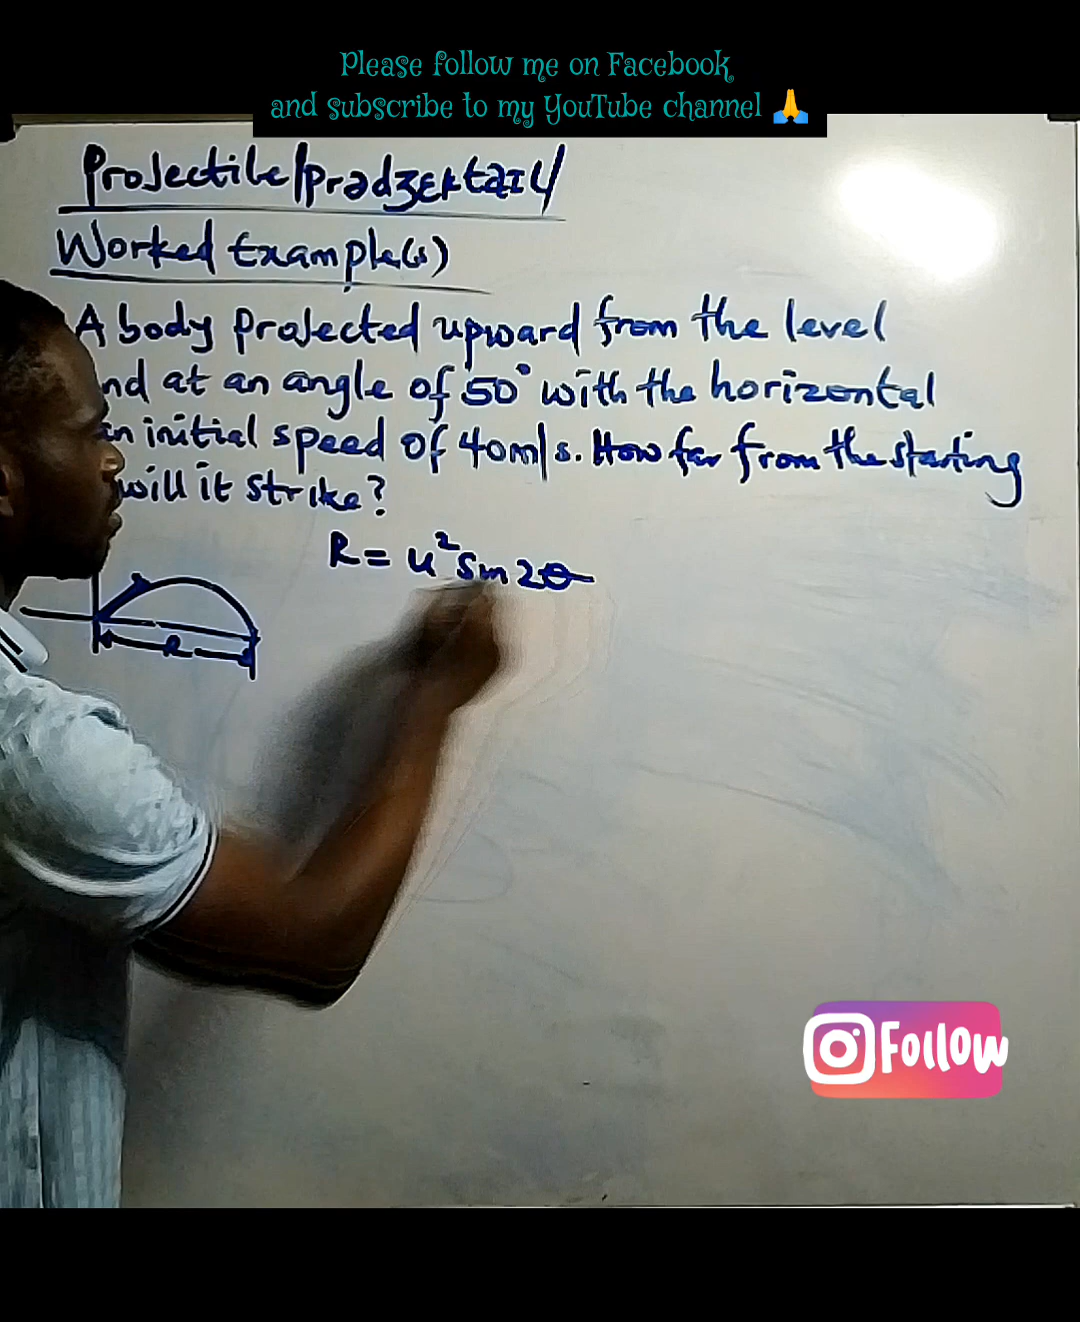 Please follow me on Facebook
and subscribe to my YouTube channel 🙏
Projectile/prədʒɛktaɪl/
Worked Example(s)
A body projected upward from the level
nd at an angle of 50° with the horizontal
an initial speed of 40m/s. How far from the starting
will it strike?
R = u²Sin2θ
R
Follow